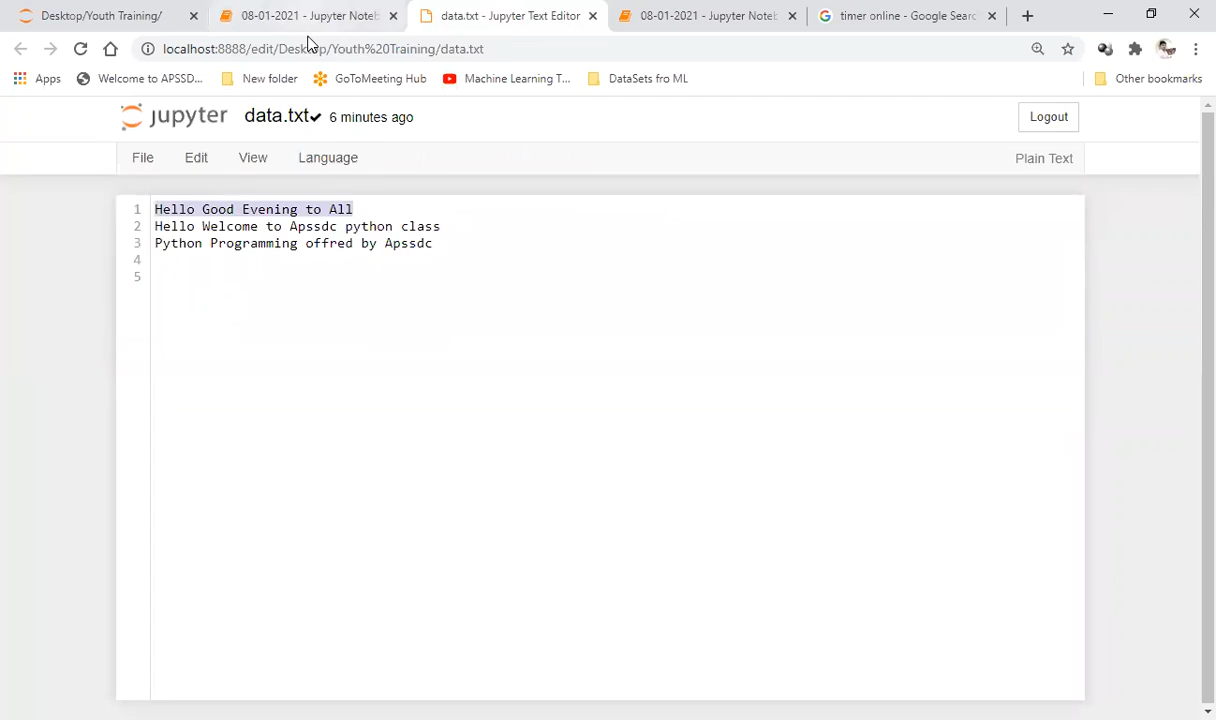 Desktop/Youth Training/
08-01-2021 - Jupyter Noteb
data.txt - Jupyter Text Editor
08-01-2021 - Jupyter Noteb
timer online - Google Searc
localhost:8888/edit/Desktop/Youth%20Training/data.txt
Apps
Welcome to APSSD...
New folder
GoToMeeting Hub
Machine Learning T...
DataSets fro ML
Other bookmarks
jupyter data.txt 6 minutes ago
Logout
File Edit View Language
Plain Text
1 Hello Good Evening to All
2 Hello Welcome to Apssdc python class
3 Python Programming offred by Apssdc
4
5